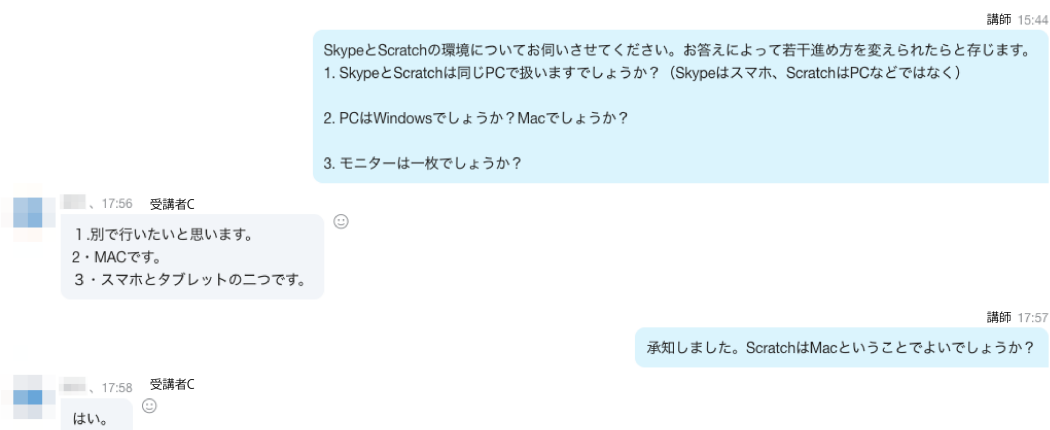 講師 15:44
SkypeとScratchの環境についてお伺いさせてください。お答えによって若干進め方を変えられたらと存じます。
1. SkypeとScratchは同じPCで扱いますでしょうか？（Skypeはスマホ、ScratchはPCなどではなく）
2. PCはWindowsでしょうか？Macでしょうか？
3. モニターは一枚でしょうか？
、17:56 受講者C
１.別で行いたいと思います。
2・MACです。
３・スマホとタブレットの二つです。
講師 17:57
承知しました。ScratchはMacということでよいでしょうか？
、17:58 受講者C
はい。